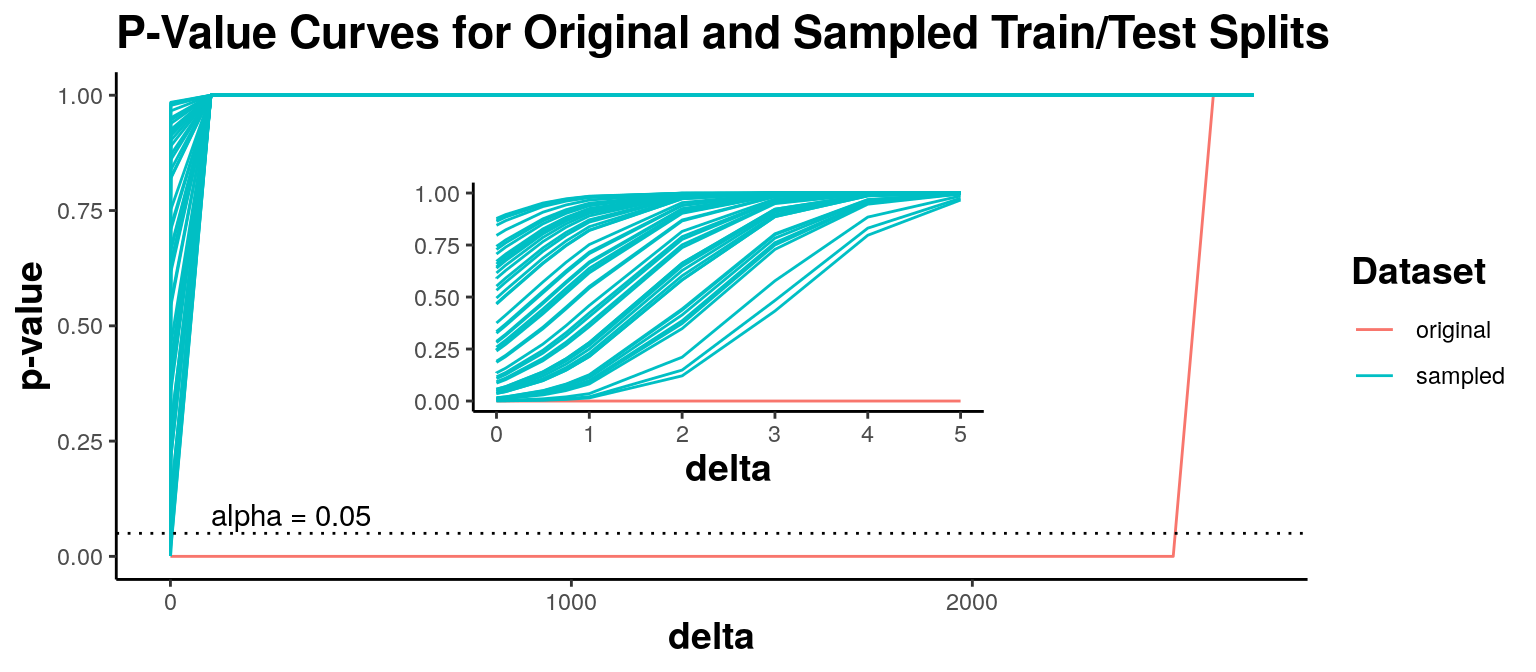 P-Value Curves for Original and Sampled Train/Test Splits
p-value
1.00
0.75
0.50
0.25
0.00
alpha = 0.05
0 1000 2000
delta
1.00
0.75
0.50
0.25
0.00
0 1 2 3 4 5
delta
Dataset
original
sampled